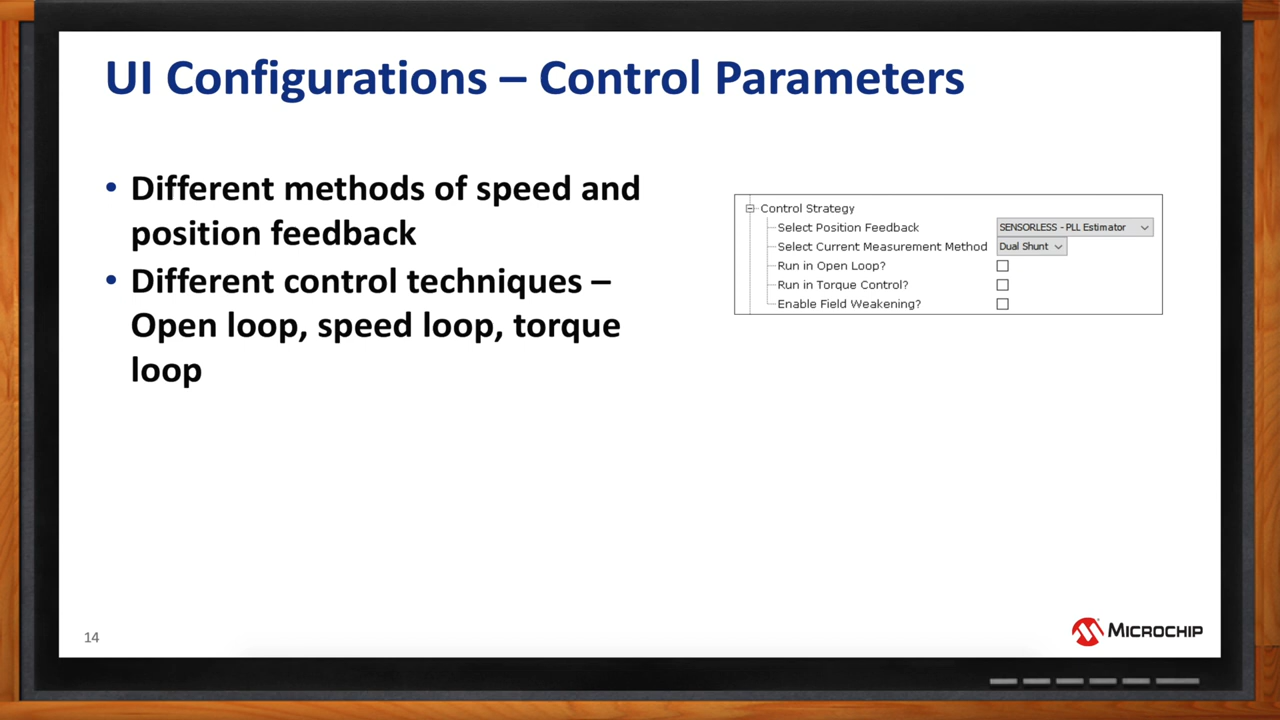 UI Configurations – Control Parameters
• Different methods of speed and
position feedback
• Different control techniques –
Open loop, speed loop, torque
loop
Control Strategy
Select Position Feedback SENSORLESS - PLL Estimator
Select Current Measurement Method Dual Shunt
Run in Open Loop?
Run in Torque Control?
Enable Field Weakening?
14
MICROCHIP